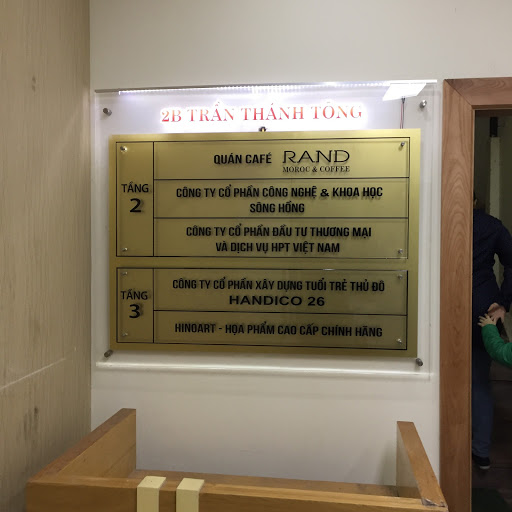 2B TRẦN THÁNH TÔNG
TẦNG 2
QUÁN CAFÉ RAND
MOROC & COFFEE
CÔNG TY CỔ PHẦN CÔNG NGHỆ & KHOA HỌC
SÔNG HỒNG
CÔNG TY CỔ PHẦN ĐẦU TƯ THƯƠNG MẠI
VÀ DỊCH VỤ HPT VIỆT NAM
TẦNG 3
CÔNG TY CỔ PHẦN XÂY DỰNG TUỔI TRẺ THỦ ĐÔ
HANDICO 26
HINOART - HỌA PHẨM CAO CẤP CHÍNH HÃNG